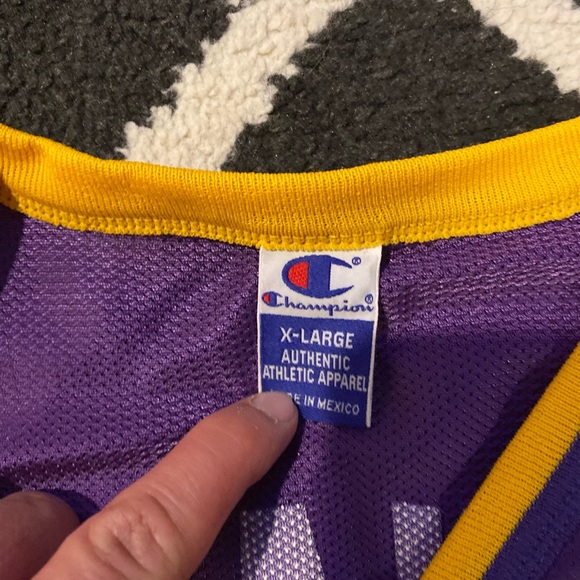 Champion®
X-LARGE
AUTHENTIC
ATHLETIC APPAREL
IN MEXICO